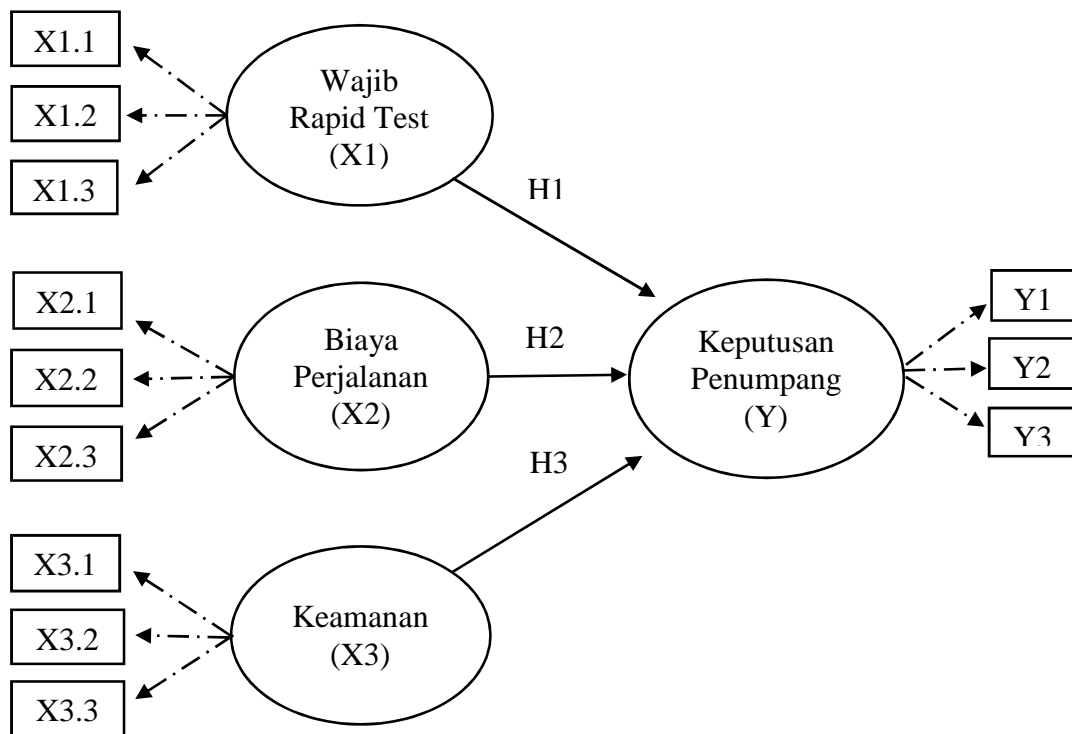 X1.1
X1.2
X1.3
Wajib
Rapid Test
(X1)
H1
X2.1
X2.2
X2.3
Biaya
Perjalanan
(X2)
H2
Keputusan
Penumpang
(Y)
Y1
Y2
Y3
H3
X3.1
X3.2
X3.3
Keamanan
(X3)